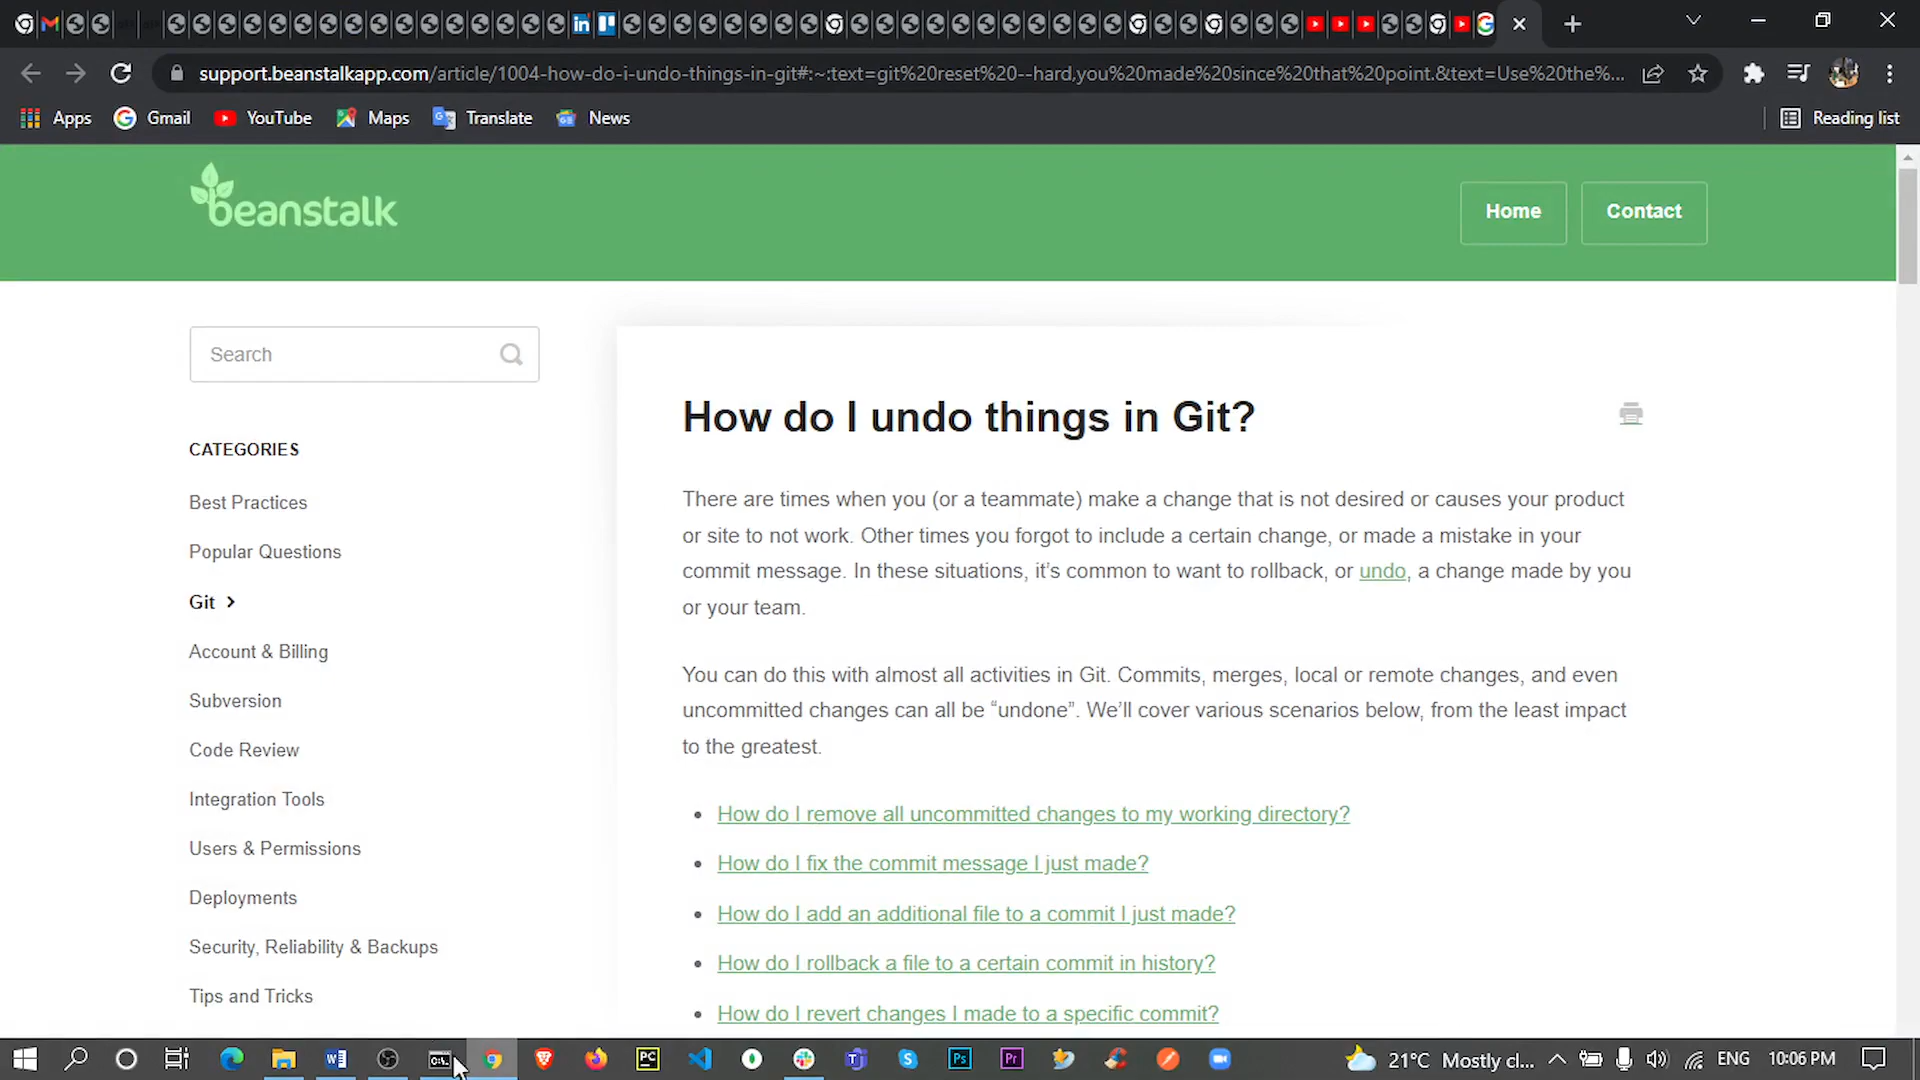 support.beanstalkapp.com/article/1004-how-do-i-undo-things-in-git#:~:text=git%20reset%20--hard,you%20made%20since%20that%20point.&text=Use%20the%...
Apps
Gmail
YouTube
Maps
Translate
News
Reading list
beanstalk
Home
Contact
Search
CATEGORIES
Best Practices
Popular Questions
Git
Account & Billing
Subversion
Code Review
Integration Tools
Users & Permissions
Deployments
Security, Reliability & Backups
Tips and Tricks
How do I undo things in Git?
There are times when you (or a teammate) make a change that is not desired or causes your product
or site to not work. Other times you forgot to include a certain change, or made a mistake in your
commit message. In these situations, it’s common to want to rollback, or undo, a change made by you
or your team.
You can do this with almost all activities in Git. Commits, merges, local or remote changes, and even
uncommitted changes can all be “undone”. We’ll cover various scenarios below, from the least impact
to the greatest.
• How do I remove all uncommitted changes to my working directory?
• How do I fix the commit message I just made?
• How do I add an additional file to a commit I just made?
• How do I rollback a file to a certain commit in history?
• How do I revert changes I made to a specific commit?
21°C Mostly cl...
ENG
10:06 PM